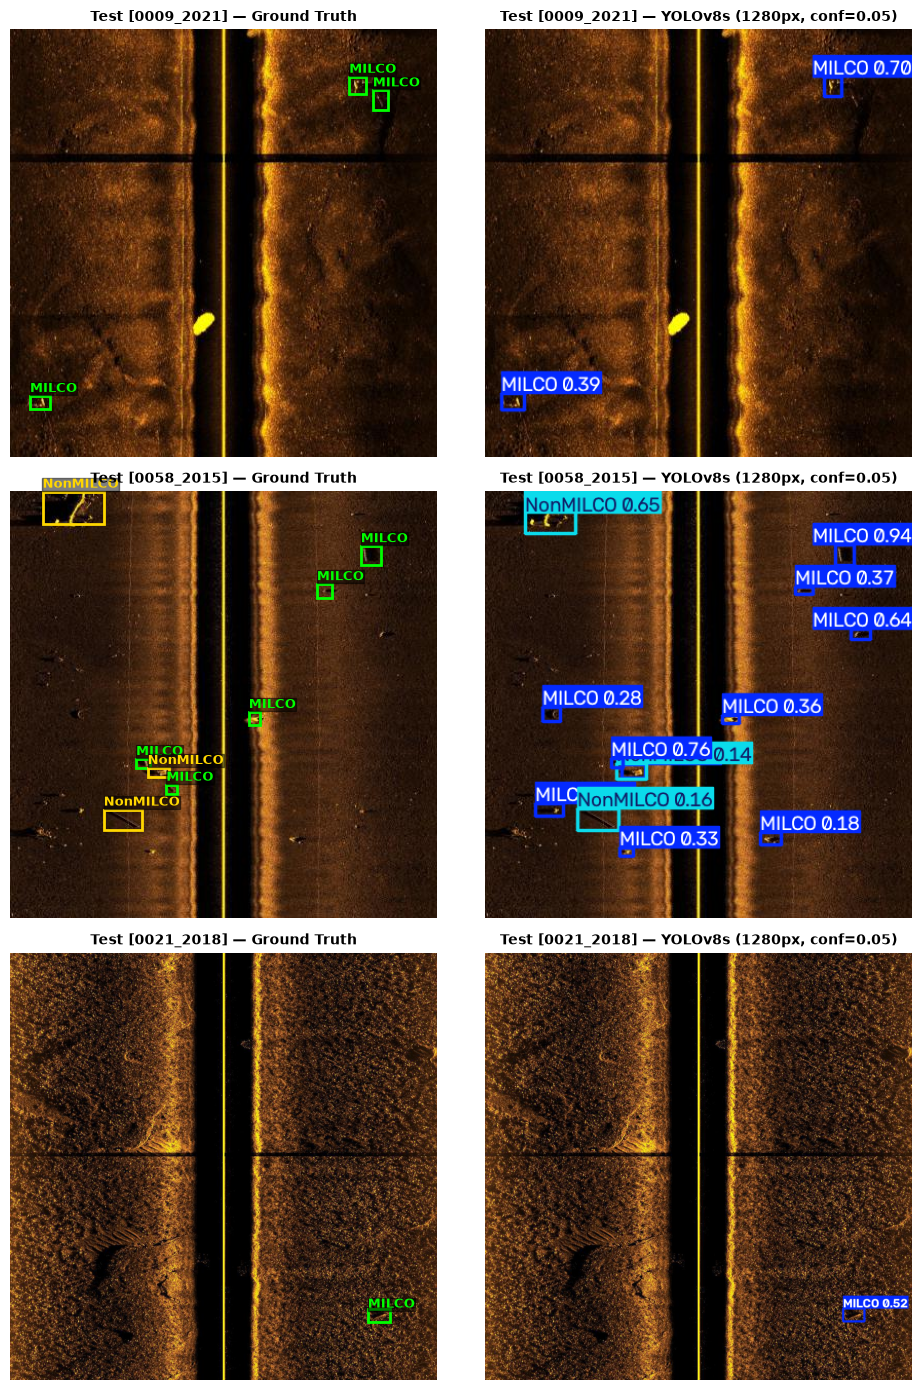 Test [0009_2021] — Ground Truth
Test [0009_2021] — YOLOv8s (1280px, conf=0.05)
MILCO
MILCO
MILCO
MILCO 0.70
MILCO 0.39
Test [0058_2015] — Ground Truth
Test [0058_2015] — YOLOv8s (1280px, conf=0.05)
NonMILCO
MILCO
MILCO
MILCO
MILCO
NonMILCO
MILCO
NonMILCO
NonMILCO 0.65
MILCO 0.94
MILCO 0.37
MILCO 0.64
MILCO 0.28
MILCO 0.36
MILCO 0.76
0.14
MILC
NonMILCO 0.16
MILCO 0.18
MILCO 0.33
Test [0021_2018] — Ground Truth
Test [0021_2018] — YOLOv8s (1280px, conf=0.05)
MILCO
MILCO 0.52